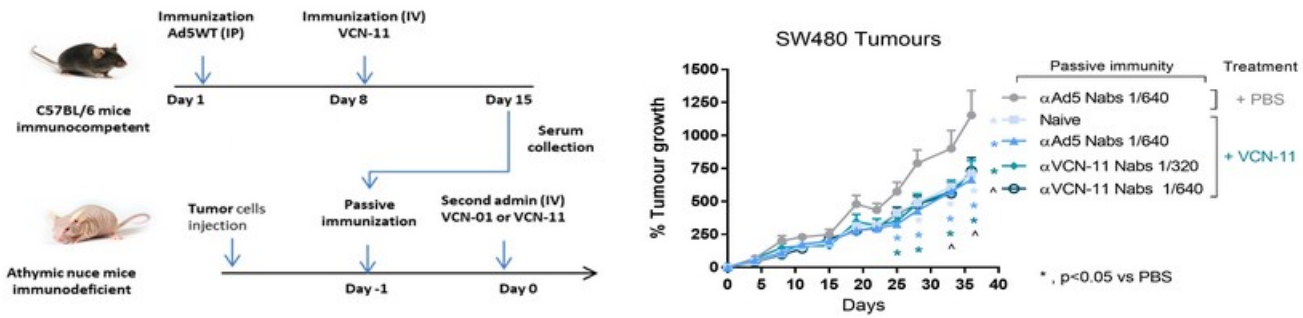 Immunization
Ad5WT (IP)
Immunization (IV)
VCN-11
Day 1
Day 8
Day 15
C57BL/6 mice
immunocompetent
Serum
collection
Tumor cells
injection
Passive
immunization
Second admin (IV)
VCN-01 or VCN-11
Athymic nuce mice
immunodeficient
Day -1
Day 0
SW480 Tumours
% Tumour growth
1500
1250
1000
750
500
250
0
0
5
10
15
20
25
30
35
40
Days
Passive immunity
Treatment
αAd5 Nabs 1/640
+ PBS
* Naive
* αAd5 Nabs 1/640
* αVCN-11 Nabs 1/320
^ αVCN-11 Nabs 1/640
+ VCN-11
* , p<0.05 vs PBS